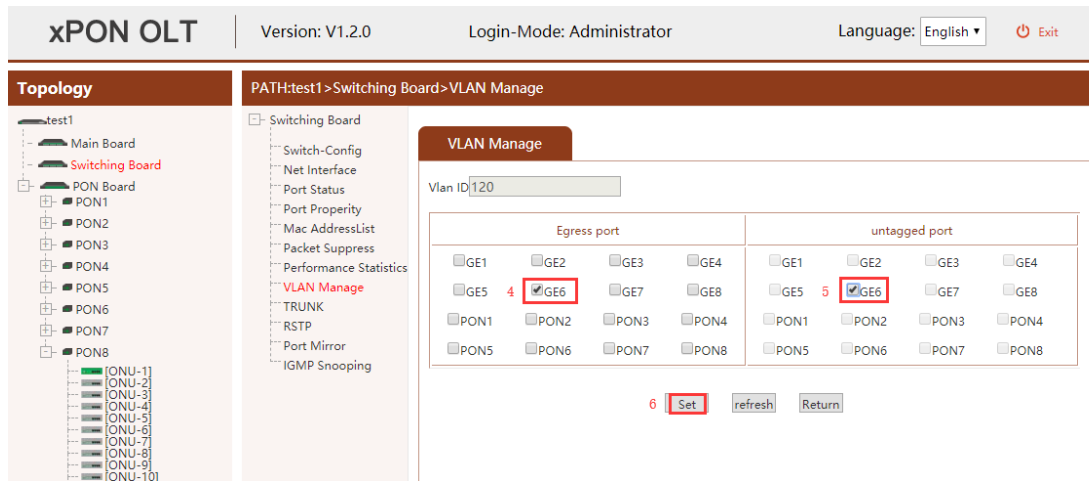 xPON OLT
Version: V1.2.0
Login-Mode: Administrator
Language: English
Exit
Topology
PATH:test1>Switching Board>VLAN Manage
test1
Main Board
Switching Board
PON Board
PON1
PON2
PON3
PON4
PON5
PON6
PON7
PON8
[ONU-1]
[ONU-2]
[ONU-3]
[ONU-4]
[ONU-5]
[ONU-6]
[ONU-7]
[ONU-8]
[ONU-9]
[ONU-10]
Switching Board
Switch-Config
Net Interface
Port Status
Port Properity
Mac AddressList
Packet Suppress
Performance Statistics
VLAN Manage
TRUNK
RSTP
Port Mirror
IGMP Snooping
VLAN Manage
Vlan ID 120
Egress port untagged port
GE1 GE2 GE3 GE4 GE1 GE2 GE3 GE4
GE5 4 GE6 GE7 GE8 GE5 5 GE6 GE7 GE8
PON1 PON2 PON3 PON4 PON1 PON2 PON3 PON4
PON5 PON6 PON7 PON8 PON5 PON6 PON7 PON8
6 Set refresh Return